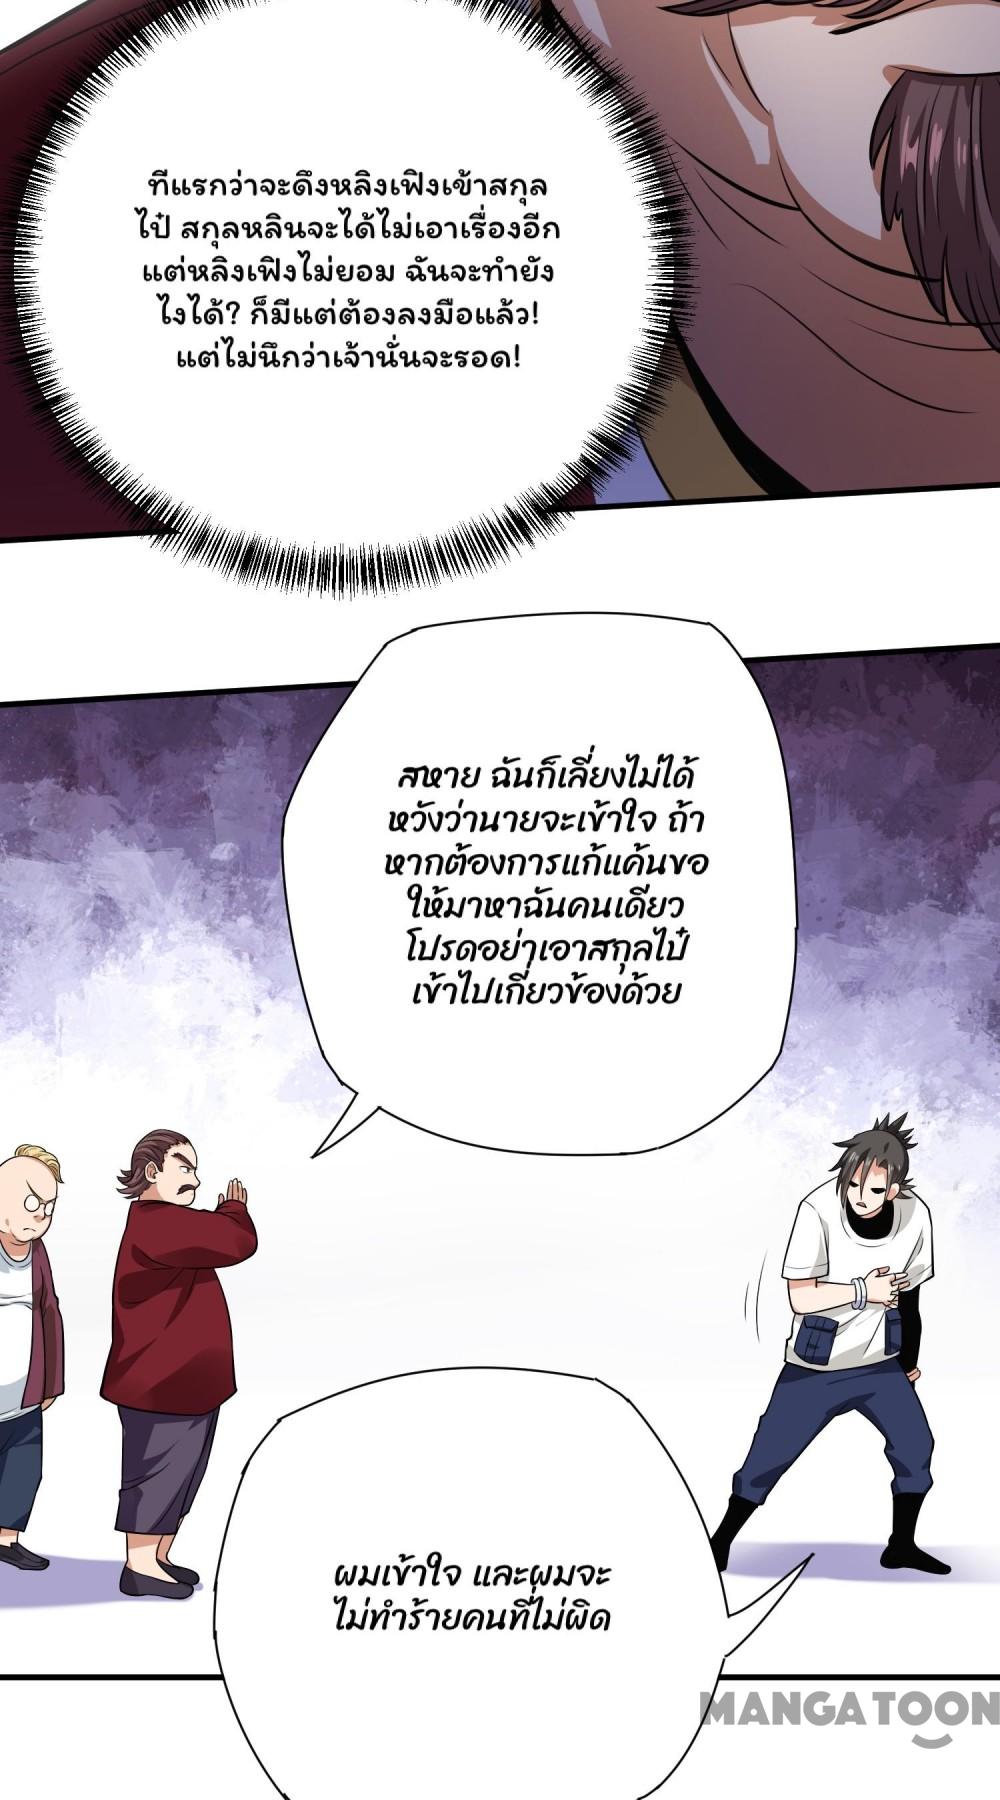 ทีแรกว่าจะดึงหลิงเฟิงเข้าสกุล
ไป๋ สกุลหลินจะได้ไม่เอาเรื่องอีก
แต่หลิงเฟิงไม่ยอม ฉันจะทำยัง
ไงได้? ก็มีแต่ต้องลงมือแล้ว!
แต่ไม่นึกว่าเจ้านั่นจะรอด!
สหาย ฉันก็เลี่ยงไม่ได้
หวังว่านายจะเข้าใจ ถ้า
หากต้องการแก้แค้นขอ
ให้มาหาฉันคนเดียว
โปรดอย่าเอาสกุลไป๋
เข้าไปเกี่ยวข้องด้วย
ผมเข้าใจ และผมจะ
ไม่ทำร้ายคนที่ไม่ผิด
MANGATOON